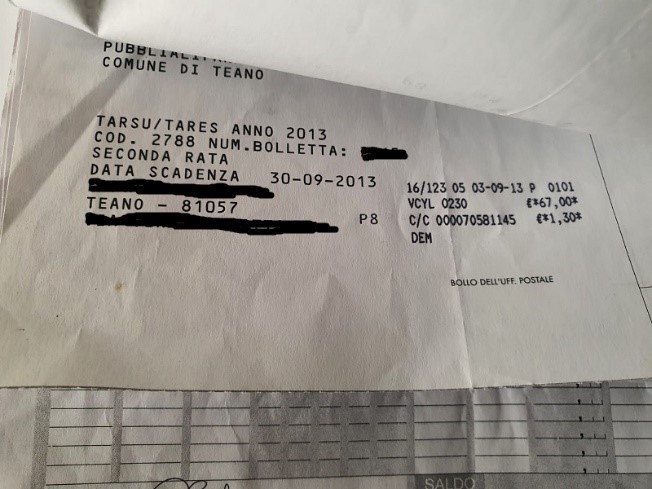 COMUNE DI TEANO
TARSU/TARES ANNO 2013
COD. 2788 NUM.BOLLETTA:
SECONDA RATA
DATA SCADENZA 30-09-2013
TEANO - 81057
P8
16/123 05 03-09-13 P 0101
VCYL 0230 €*67,00*
C/C 000070581145 €*1,30*
DEM
BOLLO DELL'UFF. POSTALE
SALDO